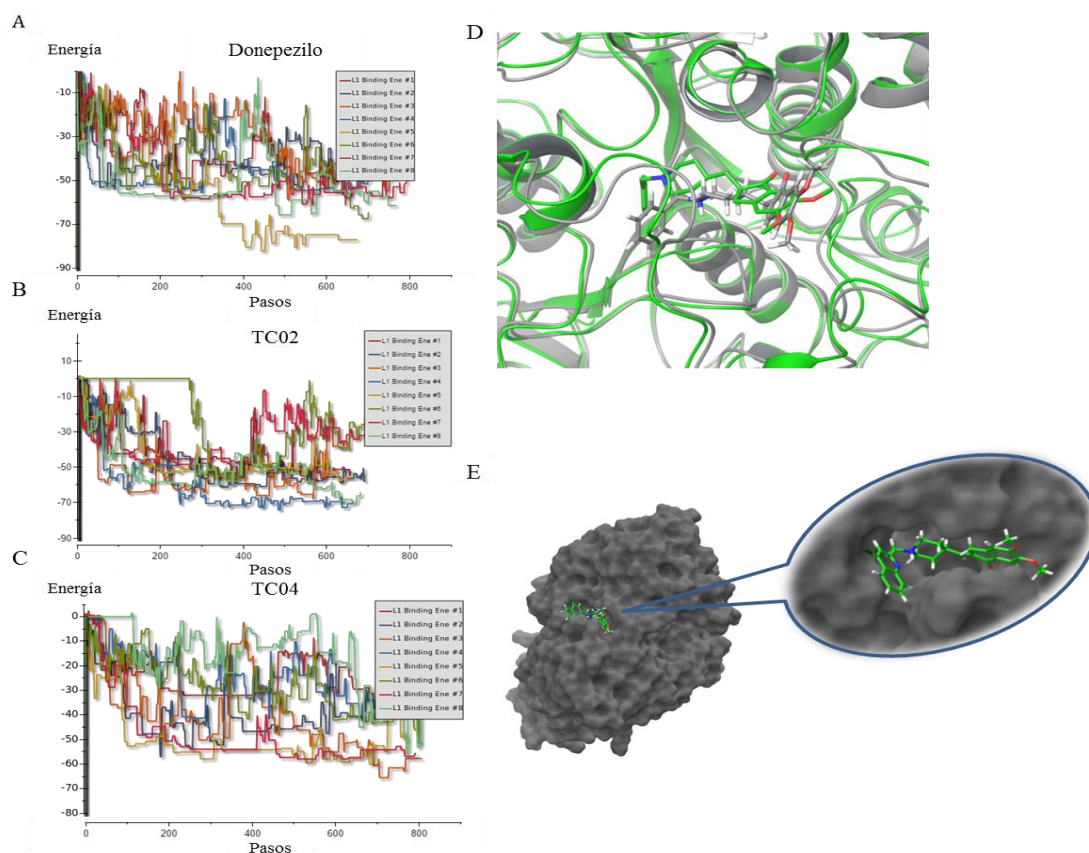 A
Energía
Donepezilo
-10
-30
-50
-70
-90
L1 Binding Ene #1
L1 Binding Ene #2
L1 Binding Ene #3
L1 Binding Ene #4
L1 Binding Ene #5
L1 Binding Ene #6
L1 Binding Ene #7
L1 Binding Ene #8
0
200
400
600
800
Pasos
B
Energía
TC02
10
-10
-30
-50
-70
-90
L1 Binding Ene #1
L1 Binding Ene #2
L1 Binding Ene #3
L1 Binding Ene #4
L1 Binding Ene #5
L1 Binding Ene #6
L1 Binding Ene #7
L1 Binding Ene #8
0
200
400
600
800
Pasos
C
Energía
TC04
0
-10
-20
-30
-40
-50
-60
-70
-80
L1 Binding Ene #1
L1 Binding Ene #2
L1 Binding Ene #3
L1 Binding Ene #4
L1 Binding Ene #5
L1 Binding Ene #6
L1 Binding Ene #7
L1 Binding Ene #8
0
200
400
600
800
Pasos
D
E